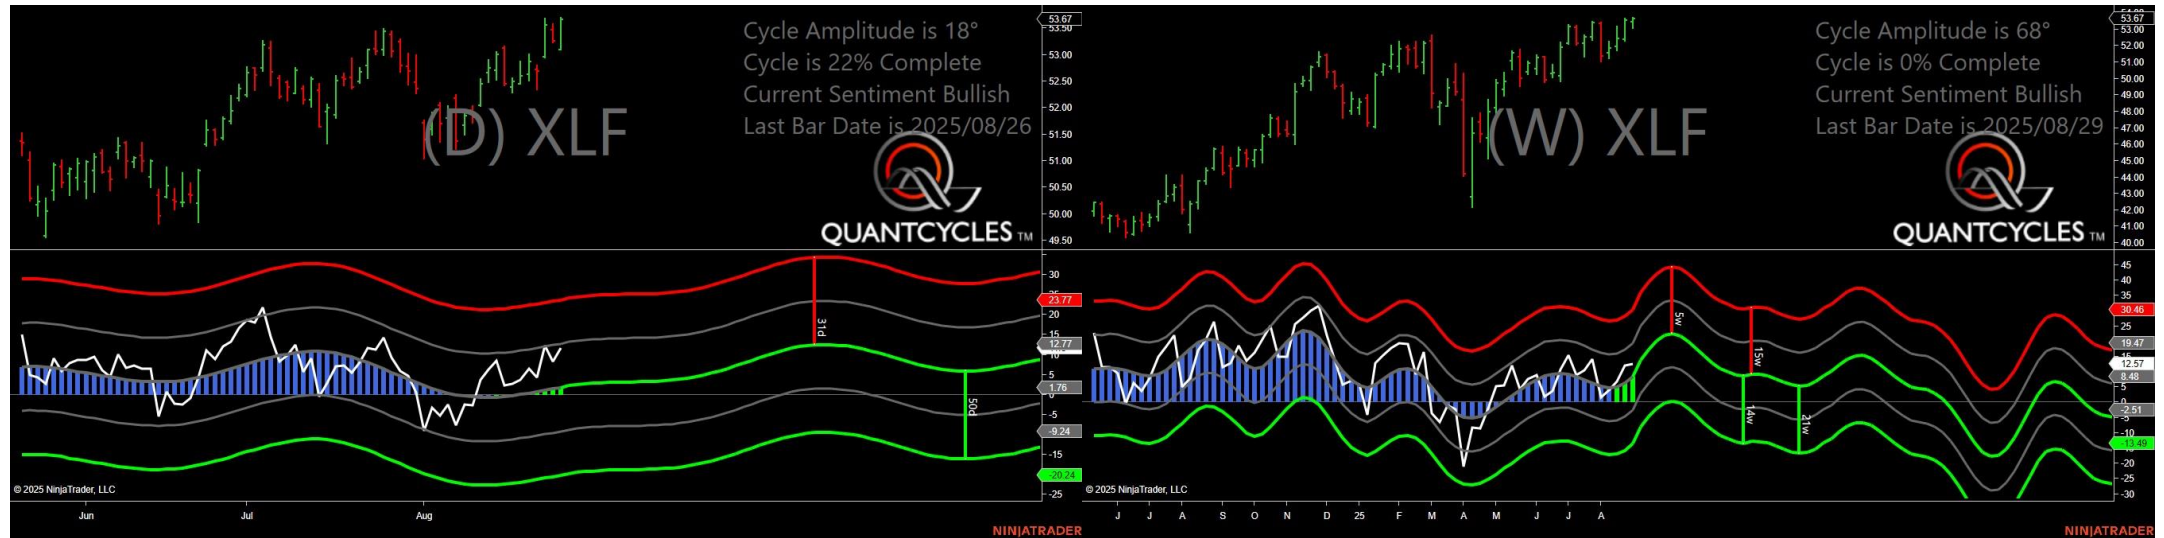 Cycle Amplitude is 18°
Cycle is 22% Complete
Current Sentiment Bullish
Last Bar Date is 2025/08/26
(D) XLF
QUANTCYCLES TM
53.67
53.50
53.00
52.50
52.00
51.50
51.00
50.50
50.00
49.50
30
23.77
20
15
12.77
10
5
1.76
0
-5
-9.24
-15
-20.24
-25
31d
50d
© 2025 NinjaTrader, LLC
Jun
Jul
Aug
NINJATRADER
Cycle Amplitude is 68°
Cycle is 0% Complete
Current Sentiment Bullish
Last Bar Date is 2025/08/29
(W) XLF
QUANTCYCLES TM
54.00
53.67
53.00
52.00
51.00
50.00
49.00
48.00
47.00
46.00
45.00
44.00
43.00
42.00
41.00
40.00
45
40
35
30.46
25
19.47
15
12.57
8.48
5
0
-2.51
-5
-10
-13.49
-20
-25
-30
5w
15w
14w
21w
© 2025 NinjaTrader, LLC
J
J
A
S
O
N
D
25
F
M
A
M
J
J
A
NINJATRADER